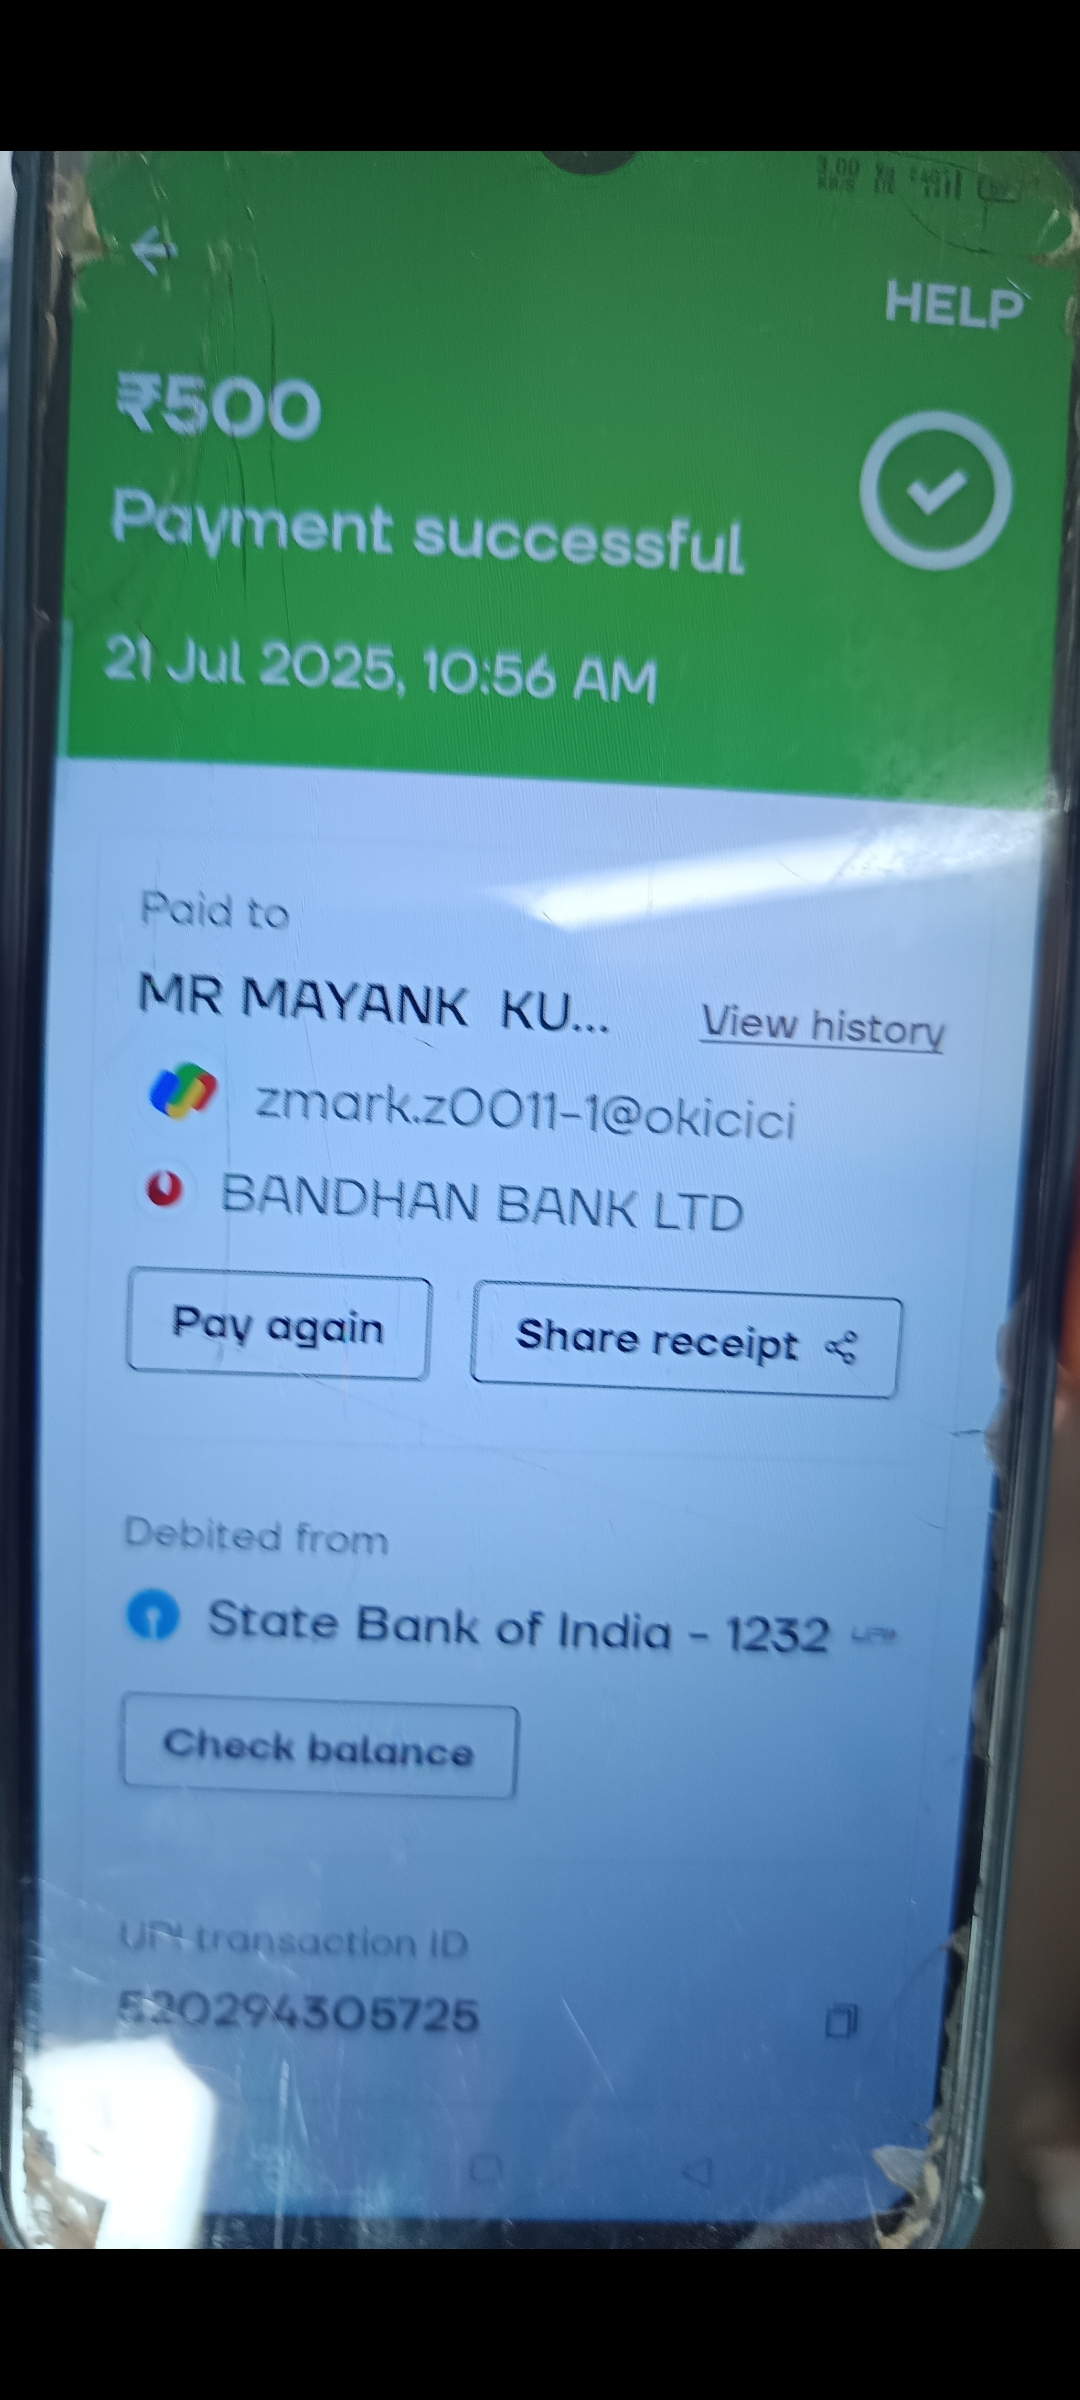 HELP
₹500
Payment successful
21 Jul 2025, 10:56 AM
Paid to
MR MAYANK KU...
View history
zmark.z0011-1@okicici
BANDHAN BANK LTD
Pay again
Share receipt
Debited from
State Bank of India - 1232
Check balance
UPI transaction ID
520294305725